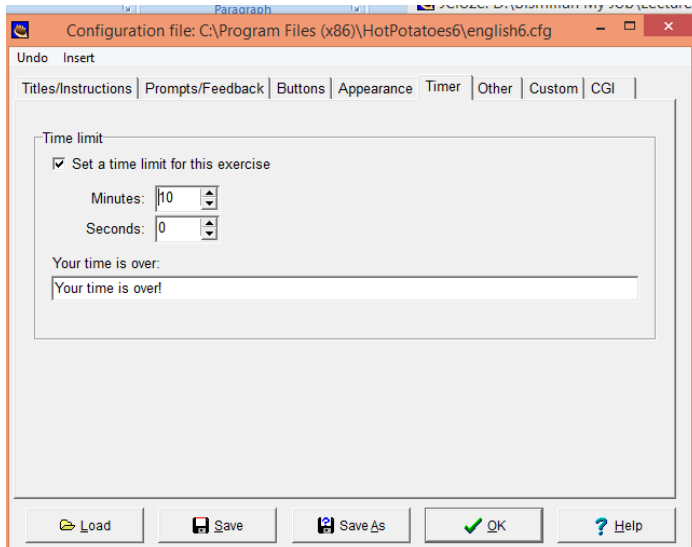 Paragraph
Configuration file: C:\Program Files (x86)\HotPotatoes6\english6.cfg
Undo Insert
Titles/Instructions Prompts/Feedback Buttons Appearance Timer Other Custom CGI
Time limit
Set a time limit for this exercise
Minutes: 10
Seconds: 0
Your time is over:
Your time is over!
Load Save Save As OK Help